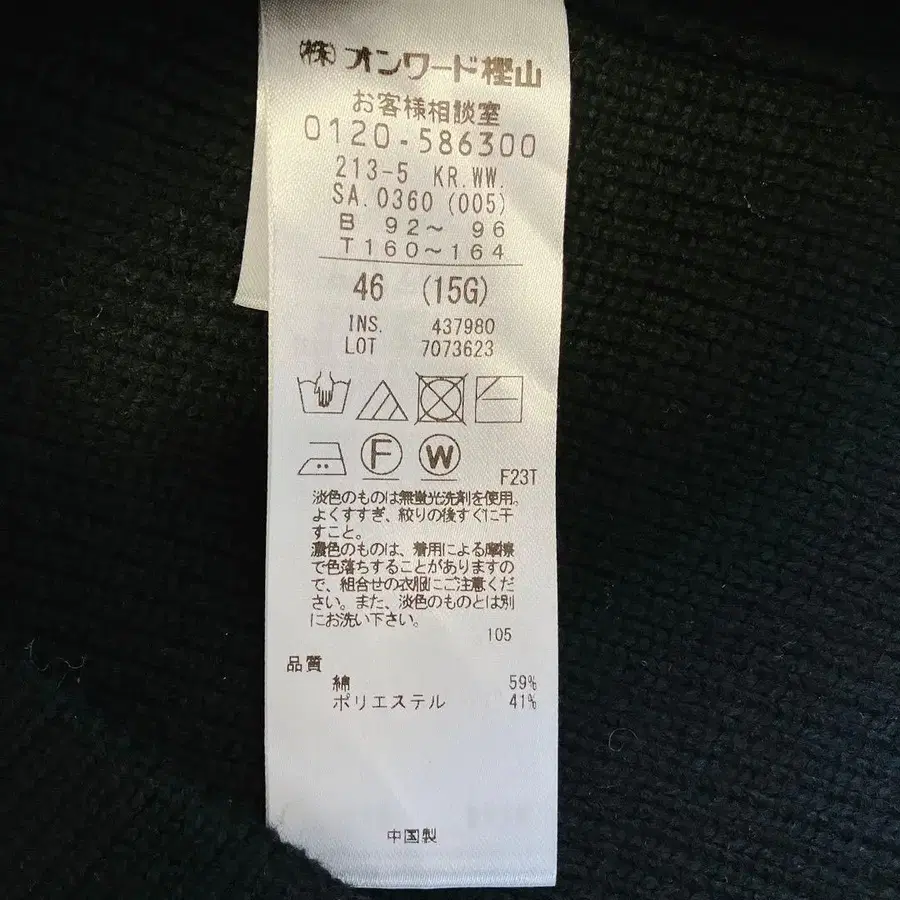 ㈱オンワード樫山
お客様相談室
0120-586300
213-5 KR.WW.
SA.0360 (005)
B 92～ 96
T160～164
46 (15G)
INS. 437980
LOT 7073623
F W
F23T
淡色のものは無蛍光洗剤を使用。
よくすすぎ、絞りの後すぐに干
すこと。
濃色のものは、着用による摩擦
で色落ちすることがありますの
で、組合せの衣服にご注意くだ
さい。また、淡色のものとは別
にお洗い下さい。
105
品質
綿 59%
ポリエステル 41%
中国製